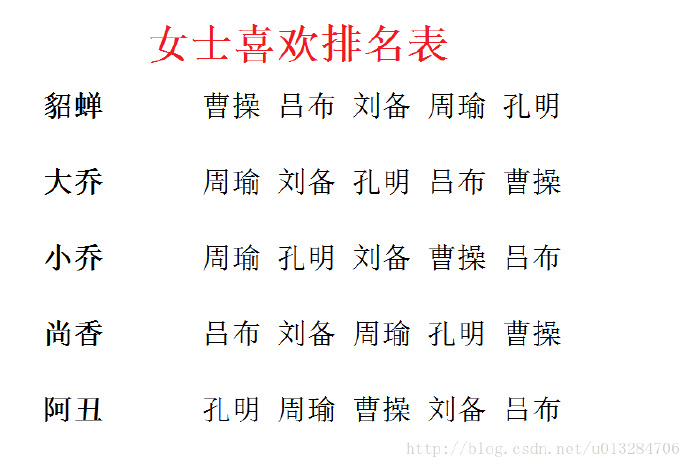 女士喜欢排名表
貂蝉 曹操 吕布 刘备 周瑜 孔明
大乔 周瑜 刘备 孔明 吕布 曹操
小乔 周瑜 孔明 刘备 曹操 吕布
尚香 吕布 刘备 周瑜 孔明 曹操
阿丑 孔明 周瑜 曹操 刘备 吕布
http://blog.csdn.net/u013284706